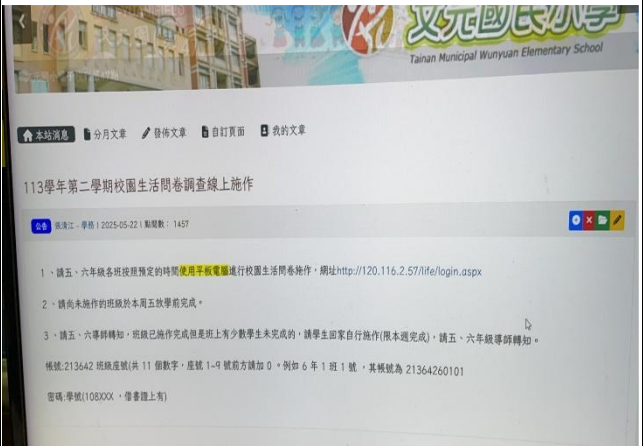 文元國民小學
Tainan Municipal Wunyuan Elementary School
本站消息 分月文章 發佈文章 自訂頁面 我的文章
113學年第二學期校園生活問卷調查線上施作
公告 張清江 - 學務 | 2025-05-22 | 點閱數： 1457
1 、請五、六年級各班按照預定的時間使用平板電腦進行校園生活問卷施作，網址http://120.116.2.57/life/login.aspx
2 、請尚未施作的班級於本周五放學前完成。
3 、請五、六導師轉知，班級已施作完成但是班上有少數學生未完成的，請學生回家自行施作(限本週完成)，請五、六年級導師轉知。
帳號:213642 班級座號(共 11 個數字，座號 1-9 號前方請加 0 。例如 6 年 1 班 1 號 ，其帳號為 21364260101
密碼:學號(108XXX ，借書證上有)